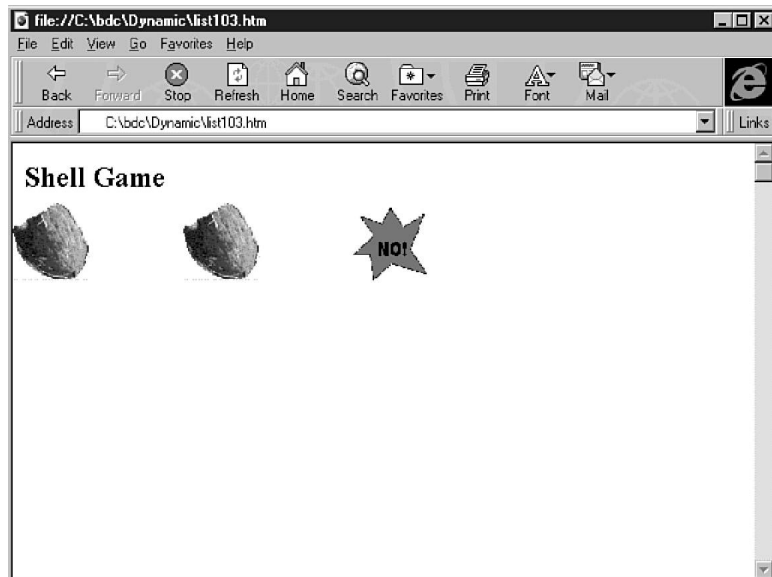 file://C:\bdc\Dynamic\list103.htm
File Edit View Go Favorites Help
Back Forward Stop Refresh Home Search Favorites Print Font Mail
Address C:\bdc\Dynamic\list103.htm Links
Shell Game
NO!